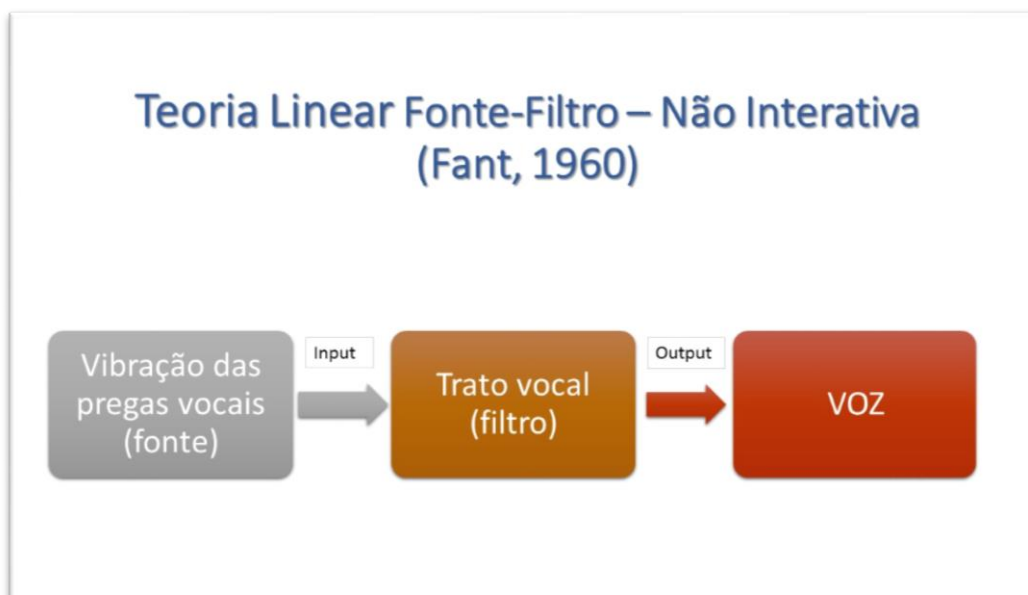 Teoria Linear Fonte-Filtro – Não Interativa
(Fant, 1960)
Vibração das
pregas vocais
(fonte)
Input
Trato vocal
(filtro)
Output
VOZ